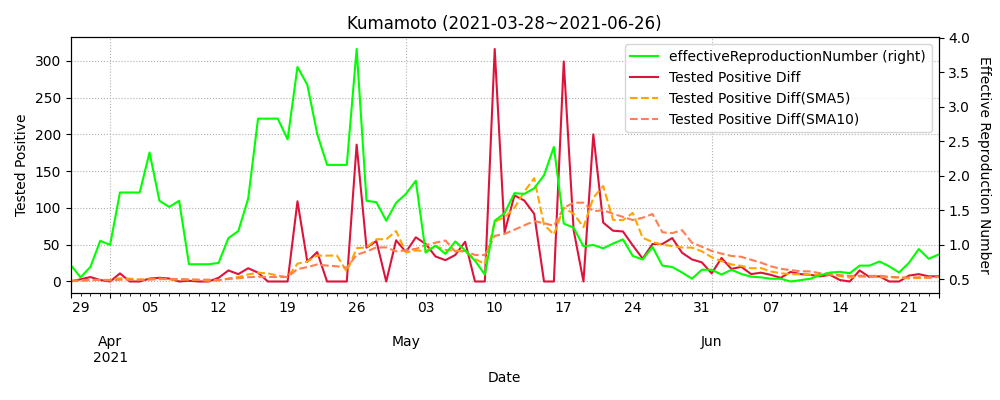 Kumamoto (2021-03-28~2021-06-26)
effectiveReproductionNumber (right)
Tested Positive Diff
Tested Positive Diff(SMA5)
Tested Positive Diff(SMA10)
Tested Positive
300
250
200
150
100
50
0
4.0
3.5
3.0
2.5
2.0
1.5
1.0
0.5
Effective Reproduction Number
29 05 12 19 26 03 10 17 24 31 07 14 21
Apr May Jun
2021
Date